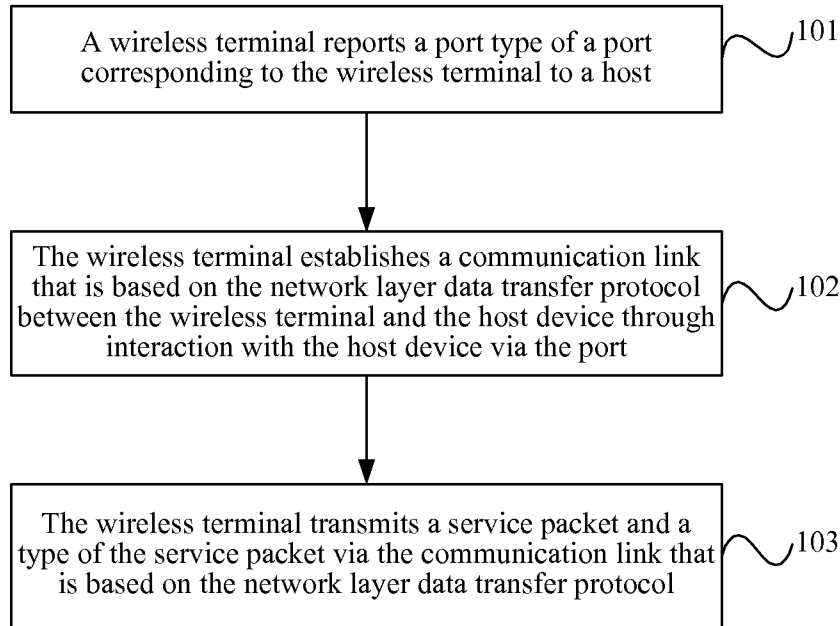 A wireless terminal reports a port type of a port
corresponding to the wireless terminal to a host
101
The wireless terminal establishes a communication link
that is based on the network layer data transfer protocol
between the wireless terminal and the host device through
interaction with the host device via the port
102
The wireless terminal transmits a service packet and a
type of the service packet via the communication link that
is based on the network layer data transfer protocol
103